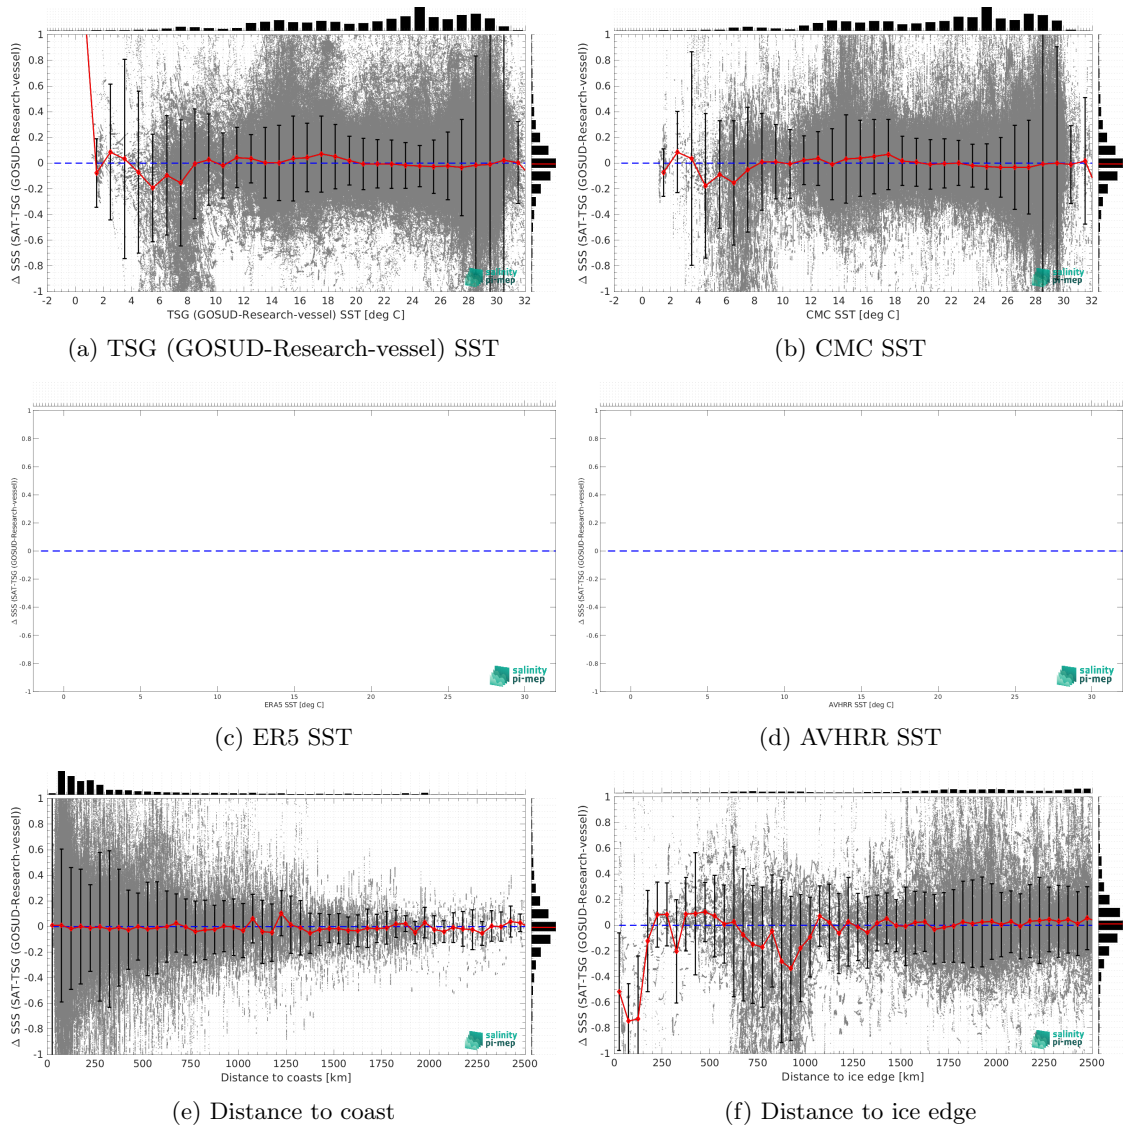 Δ SSS (SAT-TSG (GOSUD-Research-vessel))
1
0.8
0.6
0.4
0.2
0
-0.2
-0.4
-0.6
-0.8
-1
salinity
pi-mep
-2 0 2 4 6 8 10 12 14 16 18 20 22 24 26 28 30 32
TSG (GOSUD-Research-vessel) SST [deg C]
(a) TSG (GOSUD-Research-vessel) SST
Δ SSS (SAT-TSG (GOSUD-Research-vessel))
1
0.8
0.6
0.4
0.2
0
-0.2
-0.4
-0.6
-0.8
-1
salinity
pi-mep
-2 0 2 4 6 8 10 12 14 16 18 20 22 24 26 28 30 32
CMC SST [deg C]
(b) CMC SST
Δ SSS (SAT-TSG (GOSUD-Research-vessel))
1
0.8
0.6
0.4
0.2
0
-0.2
-0.4
-0.6
-0.8
-1
salinity
pi-mep
0 5 10 15 20 25 30
ERA5 SST [deg C]
(c) ER5 SST
Δ SSS (SAT-TSG (GOSUD-Research-vessel))
1
0.8
0.6
0.4
0.2
0
-0.2
-0.4
-0.6
-0.8
-1
salinity
pi-mep
0 5 10 15 20 25 30
AVHRR SST [deg C]
(d) AVHRR SST
Δ SSS (SAT-TSG (GOSUD-Research-vessel))
1
0.8
0.6
0.4
0.2
0
-0.2
-0.4
-0.6
-0.8
-1
salinity
pi-mep
0 250 500 750 1000 1250 1500 1750 2000 2250 2500
Distance to coasts [km]
(e) Distance to coast
Δ SSS (SAT-TSG (GOSUD-Research-vessel))
1
0.8
0.6
0.4
0.2
0
-0.2
-0.4
-0.6
-0.8
-1
salinity
pi-mep
0 250 500 750 1000 1250 1500 1750 2000 2250 2500
Distance to ice edge [km]
(f) Distance to ice edge